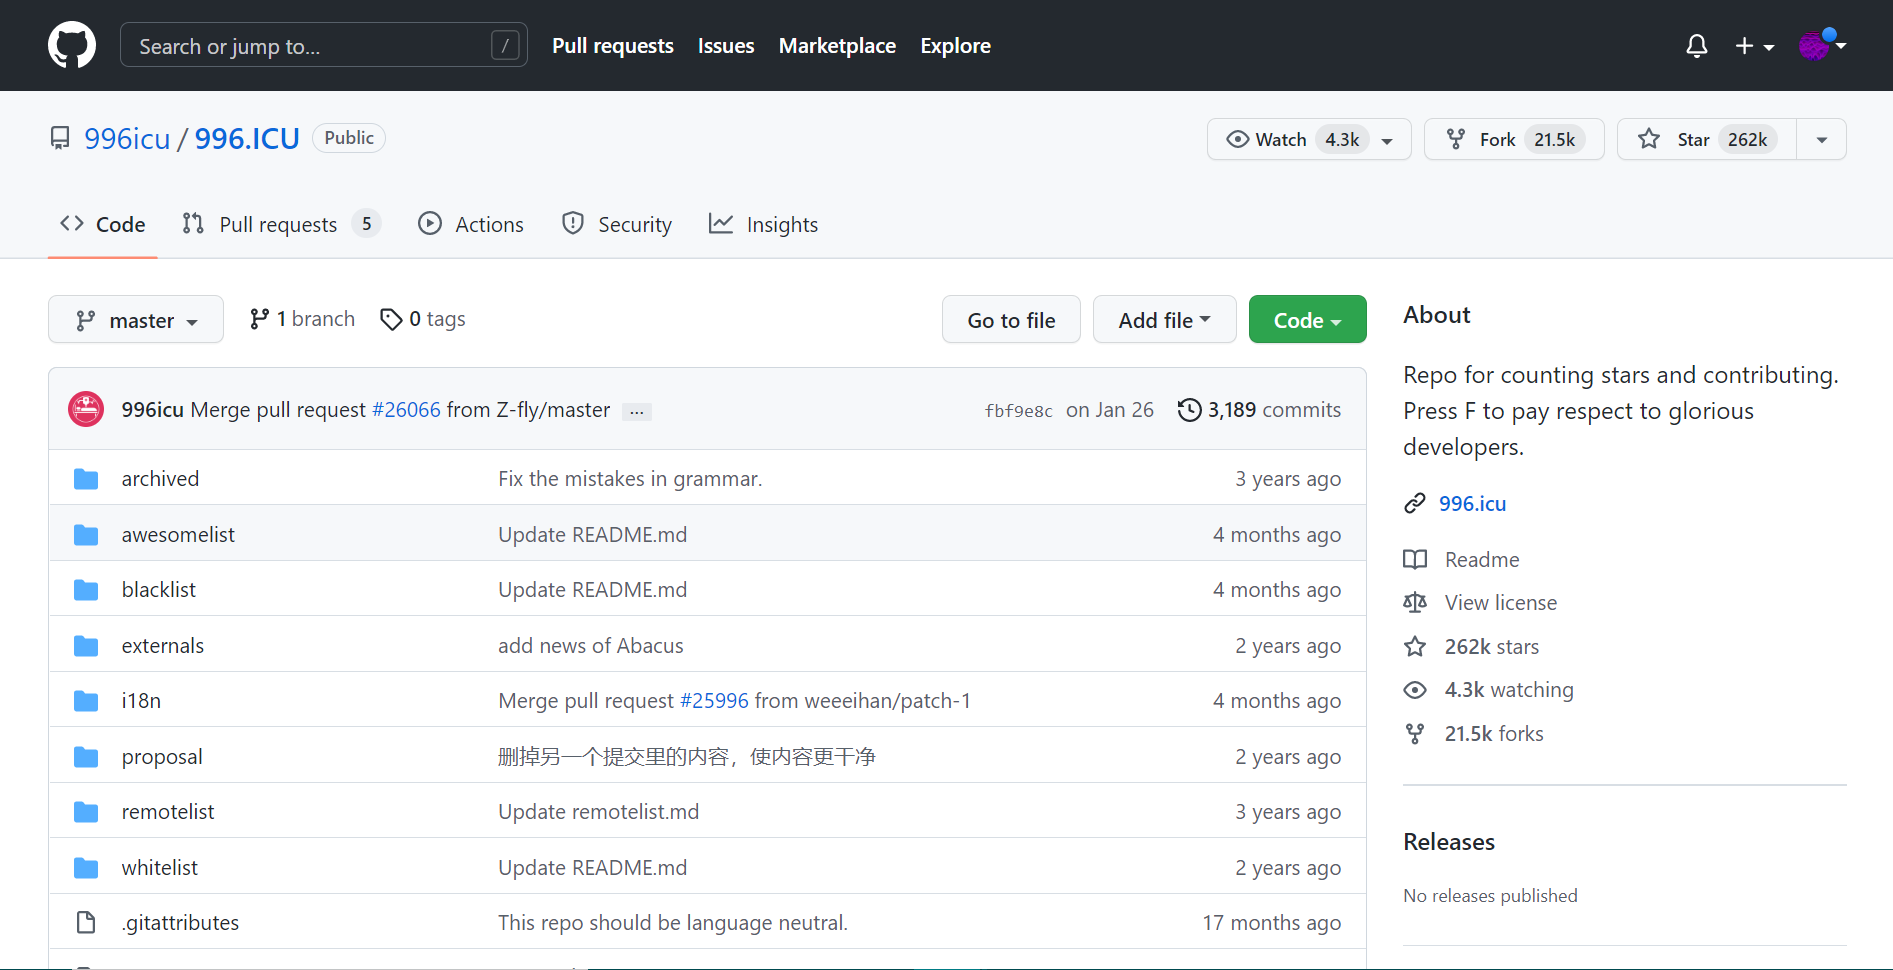 Search or jump to... /
Pull requests Issues Marketplace Explore
996icu / 996.ICU Public
Watch 4.3k Fork 21.5k Star 262k
Code Pull requests 5 Actions Security Insights
master 1 branch 0 tags Go to file Add file Code
996icu Merge pull request #26066 from Z-fly/master ... fbf9e8c on Jan 26 3,189 commits
archived Fix the mistakes in grammar. 3 years ago
awesomelist Update README.md 4 months ago
blacklist Update README.md 4 months ago
externals add news of Abacus 2 years ago
i18n Merge pull request #25996 from weeeihan/patch-1 4 months ago
proposal 删掉另一个提交里的内容，使内容更干净 2 years ago
remotelist Update remotelist.md 3 years ago
whitelist Update README.md 2 years ago
.gitattributes This repo should be language neutral. 17 months ago
About
Repo for counting stars and contributing.
Press F to pay respect to glorious
developers.
996.icu
Readme
View license
262k stars
4.3k watching
21.5k forks
Releases
No releases published